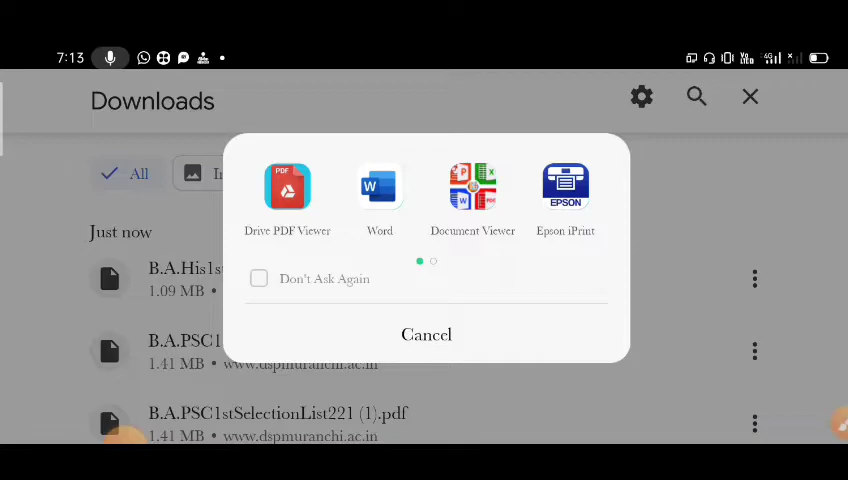 7:13
Downloads
All
Just now
B.A.His1s
1.09 MB •
B.A.PSC1
1.41 MB • www.dspmuranchi.ac.in
B.A.PSC1stSelectionList221 (1).pdf
1.41 MB • www.dspmuranchi.ac.in
PDF
W
EPSON
Drive PDF Viewer
Word
Document Viewer
Epson iPrint
Don't Ask Again
Cancel